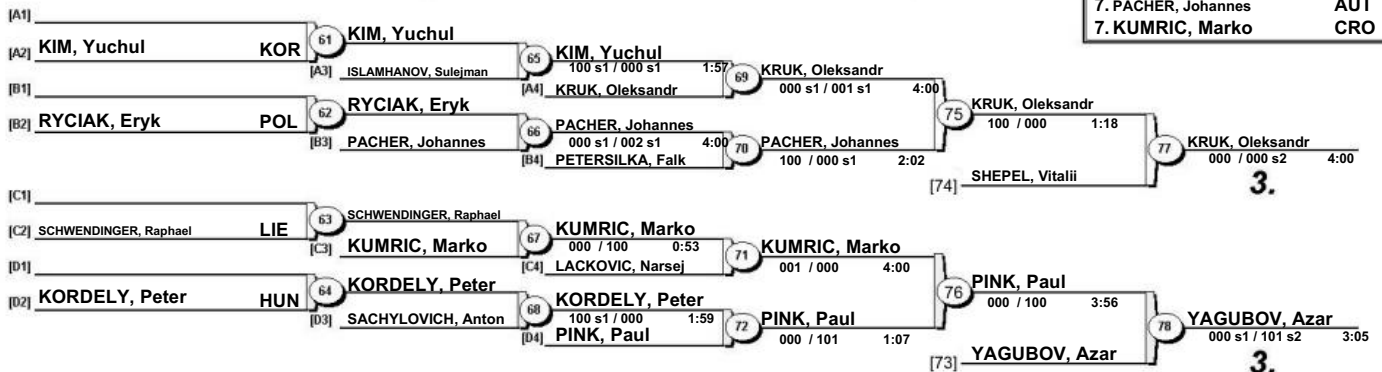 7. PACHER, Johannes AUT
7. KUMRIC, Marko CRO
[A1]
[A2] KIM, Yuchul KOR
61
KIM, Yuchul
[A3] ISLAMHANOV, Sulejman
65
KIM, Yuchul
100 s1 / 000 s1 1:57
[A4] KRUK, Oleksandr
69
KRUK, Oleksandr
000 s1 / 001 s1 4:00
[B1]
[B2] RYCIAK, Eryk POL
62
RYCIAK, Eryk
[B3] PACHER, Johannes
66
PACHER, Johannes
000 s1 / 002 s1 4:00
[B4] PETERSILKA, Falk
70
PACHER, Johannes
100 / 000 s1 2:02
75
KRUK, Oleksandr
100 / 000 1:18
[74] SHEPEL, Vitalii
77
KRUK, Oleksandr
000 / 000 s2 4:00
3.
[C1]
[C2] SCHWENDINGER, Raphael LIE
63
SCHWENDINGER, Raphael
[C3] KUMRIC, Marko
67
KUMRIC, Marko
000 / 100 0:53
[C4] LACKOVIC, Narsej
71
KUMRIC, Marko
001 / 000 4:00
[D1]
[D2] KORDELY, Peter HUN
64
KORDELY, Peter
[D3] SACHYLOVICH, Anton
68
KORDELY, Peter
100 s1 / 000 1:59
[D4] PINK, Paul
72
PINK, Paul
000 / 101 1:07
76
PINK, Paul
000 / 100 3:56
[73] YAGUBOV, Azar
78
YAGUBOV, Azar
000 s1 / 101 s2 3:05
3.